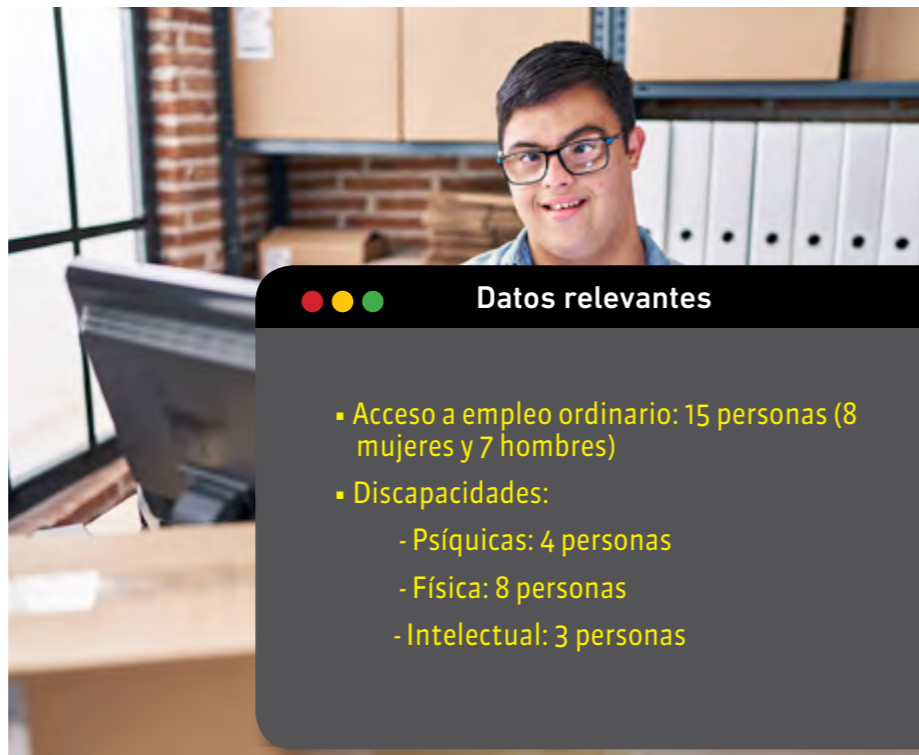 Datos relevantes
▪ Acceso a empleo ordinario: 15 personas (8
mujeres y 7 hombres)
▪ Discapacidades:
- Psíquicas: 4 personas
- Física: 8 personas
- Intelectual: 3 personas